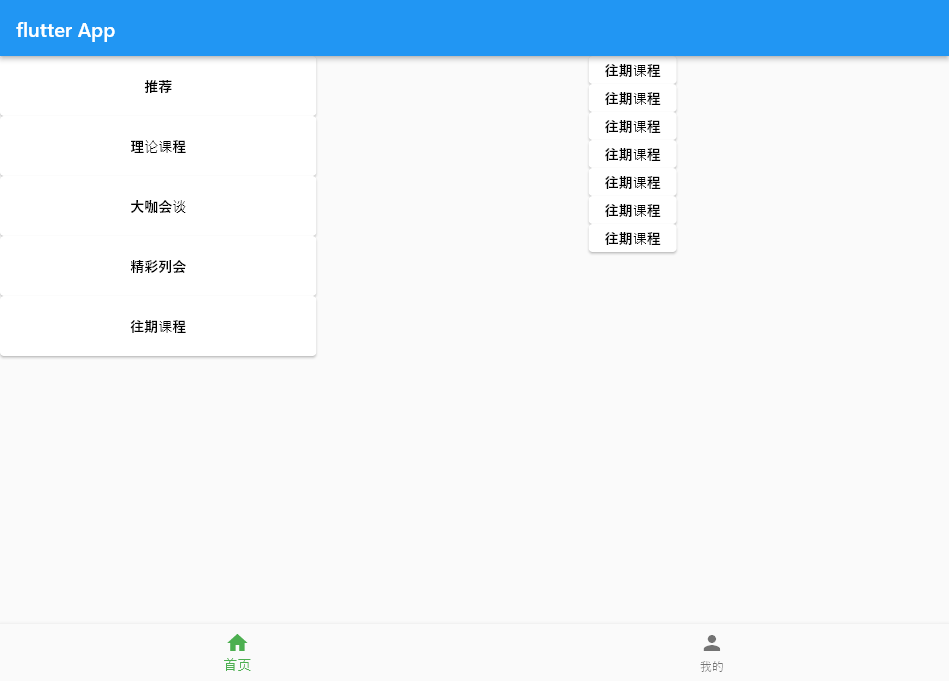 flutter App
推荐
理论课程
大咖会谈
精彩列会
往期课程
往期课程
往期课程
往期课程
往期课程
往期课程
往期课程
往期课程
首页
我的